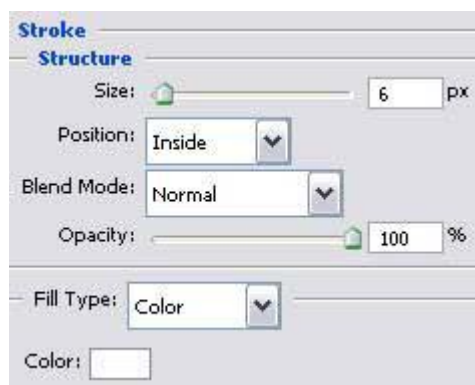 Stroke
Structure
Size: 6 px
Position: Inside
Blend Mode: Normal
Opacity: 100 %
Fill Type: Color
Color: